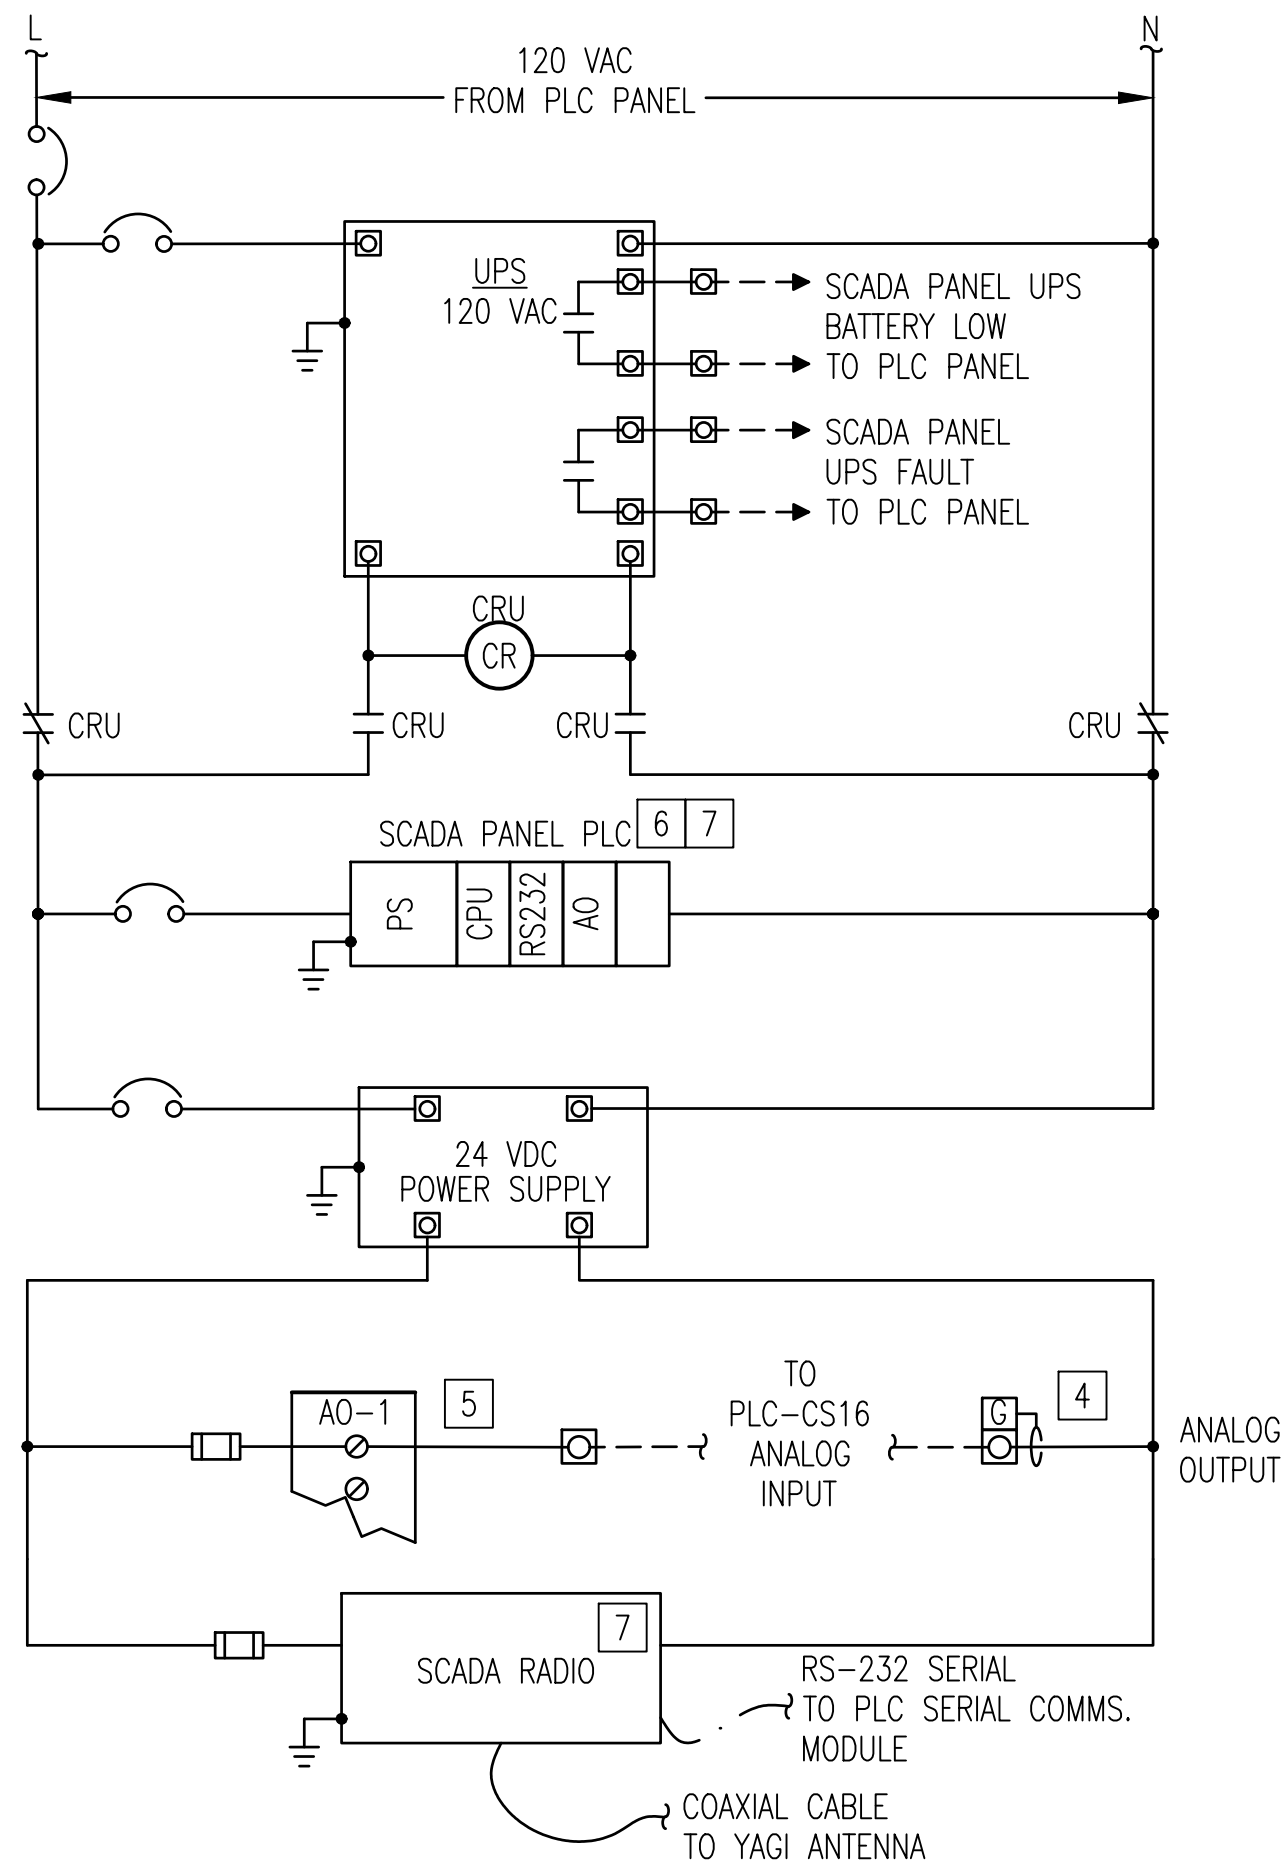 L
N
120 VAC
FROM PLC PANEL
UPS
120 VAC
SCADA PANEL UPS
BATTERY LOW
TO PLC PANEL
SCADA PANEL
UPS FAULT
TO PLC PANEL
CRU
CR
CRU
CRU
CRU
CRU
SCADA PANEL PLC
6
7
PS
CPU
RS232
AO
24 VDC
POWER SUPPLY
AO-1
5
TO
PLC-CS16
ANALOG
INPUT
G
4
ANALOG
OUTPUT
7
SCADA RADIO
RS-232 SERIAL
TO PLC SERIAL COMMS.
MODULE
COAXIAL CABLE
TO YAGI ANTENNA